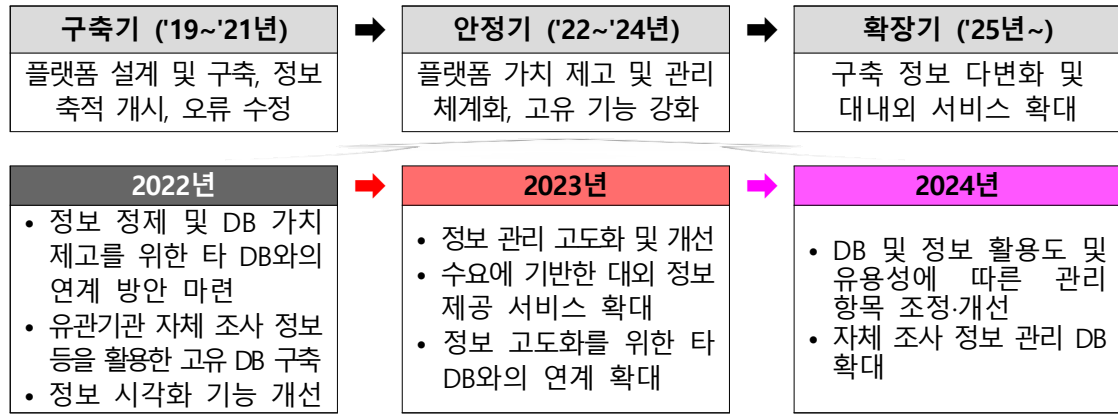 구축기 ('19~'21년)
플랫폼 설계 및 구축, 정보
축적 개시, 오류 수정
안정기 ('22~'24년)
플랫폼 가치 제고 및 관리
체계화, 고유 기능 강화
확장기 ('25년~)
구축 정보 다변화 및
대내외 서비스 확대
2022년
• 정보 정제 및 DB 가치
제고를 위한 타 DB와의
연계 방안 마련
• 유관기관 자체 조사 정보
등을 활용한 고유 DB 구축
• 정보 시각화 기능 개선
2023년
• 정보 관리 고도화 및 개선
• 수요에 기반한 대외 정보
제공 서비스 확대
• 정보 고도화를 위한 타
DB와의 연계 확대
2024년
• DB 및 정보 활용도 및
유용성에 따른 관리
항목 조정·개선
• 자체 조사 정보 관리 DB
확대